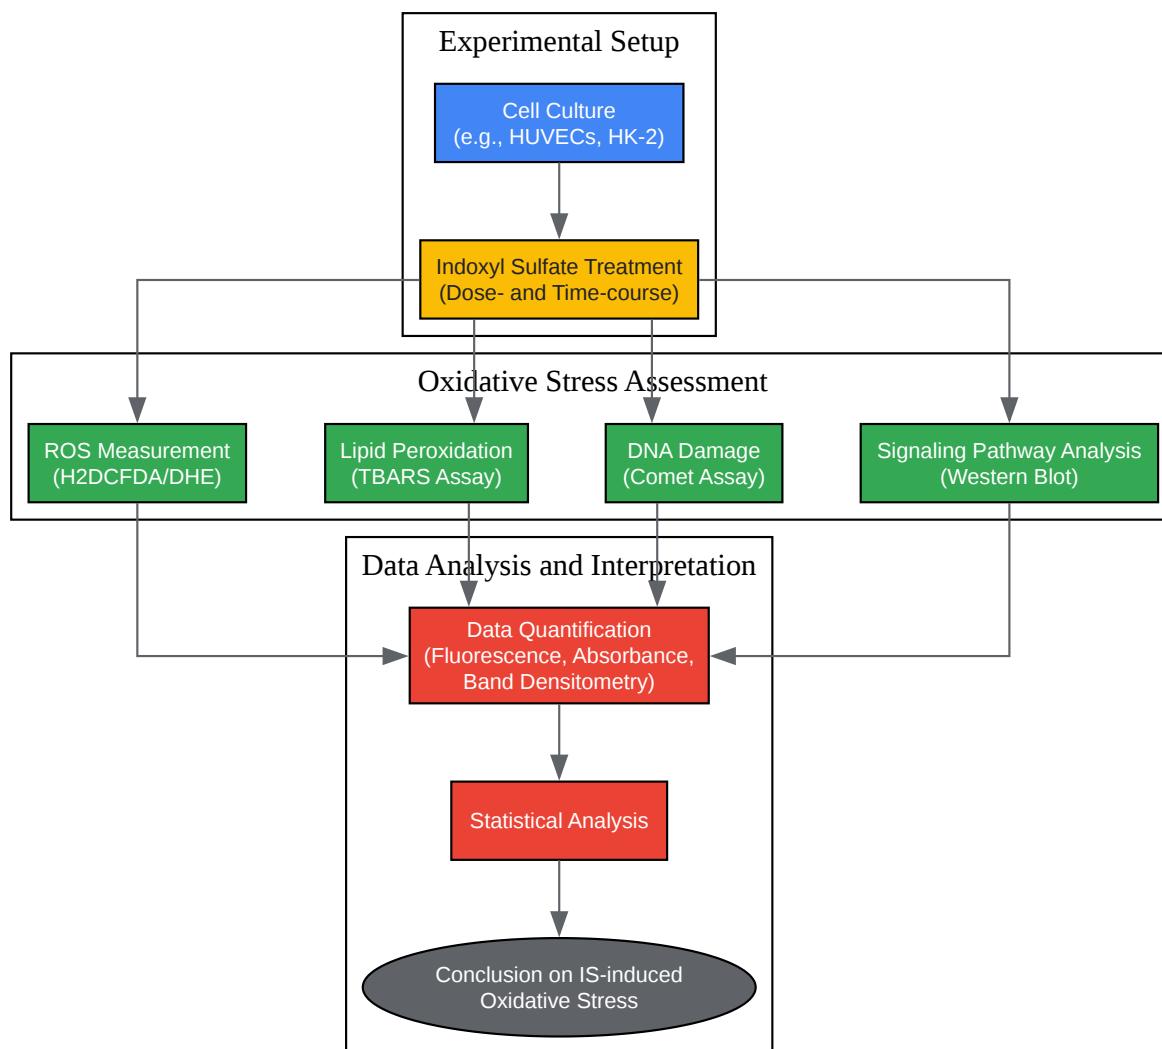 Experimental Setup
Cell Culture
(e.g., HUVECs, HK-2)
Indoxyl Sulfate Treatment
(Dose- and Time-course)
Oxidative Stress Assessment
ROS Measurement
(H2DCFDA/DHE)
Lipid Peroxidation
(TBARS Assay)
DNA Damage
(Comet Assay)
Signaling Pathway Analysis
(Western Blot)
Data Analysis and Interpretation
Data Quantification
(Fluorescence, Absorbance,
Band Densitometry)
Statistical Analysis
Conclusion on IS-induced
Oxidative Stress